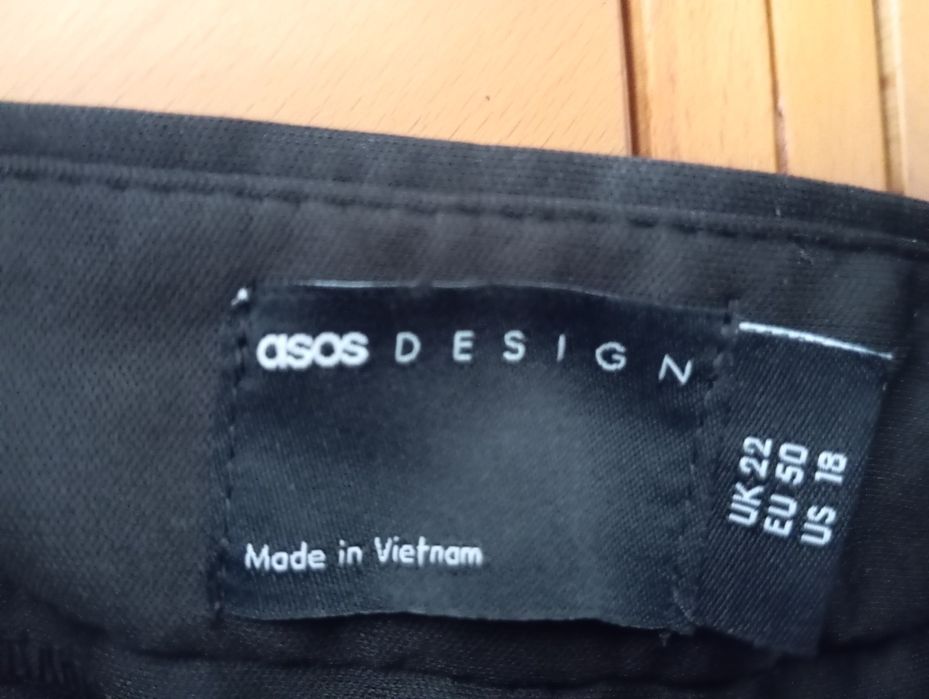 asos DESIGN
Made in Vietnam
UK 22
EU 50
US 18